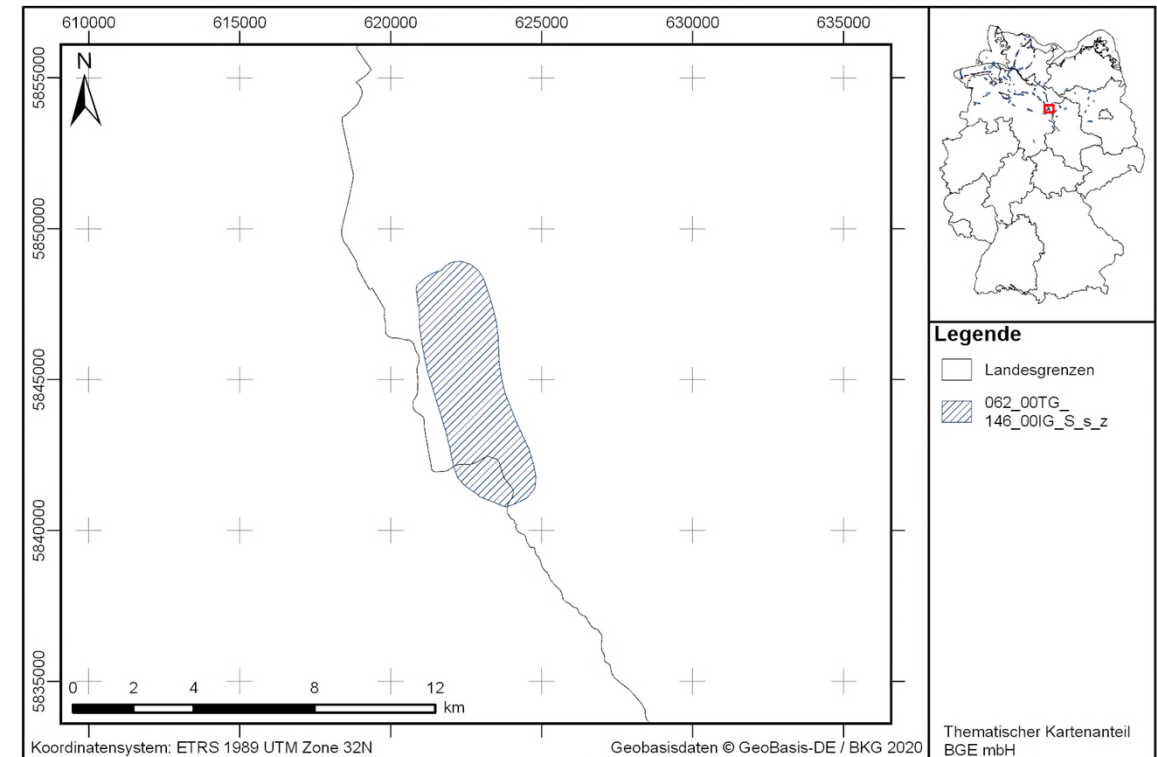 610000 615000 620000 625000 630000 635000
5855000
5850000
5845000
5840000
5835000
N
0 2 4 8 12
km
Koordinatensystem: ETRS 1989 UTM Zone 32N
Geobasisdaten © GeoBasis-DE / BKG 2020
Legende
Landesgrenzen
062_00TG_
146_00IG_S_s_z
Thematischer Kartenanteil
BGE mbH